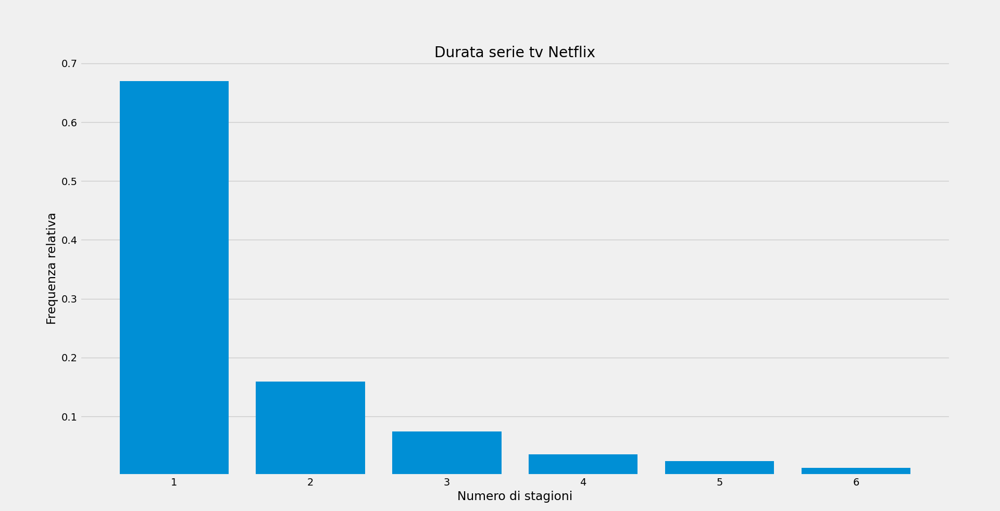 Durata serie tv Netflix
Frequenza relativa
0.7
0.6
0.5
0.4
0.3
0.2
0.1
1 2 3 4 5 6
Numero di stagioni